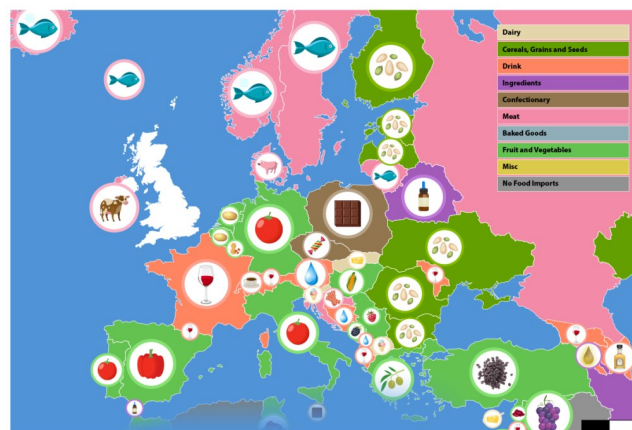 Dairy
Cereals, Grains and Seeds
Drink
Ingredients
Confectionary
Meat
Baked Goods
Fruit and Vegetables
Misc
No Food Imports